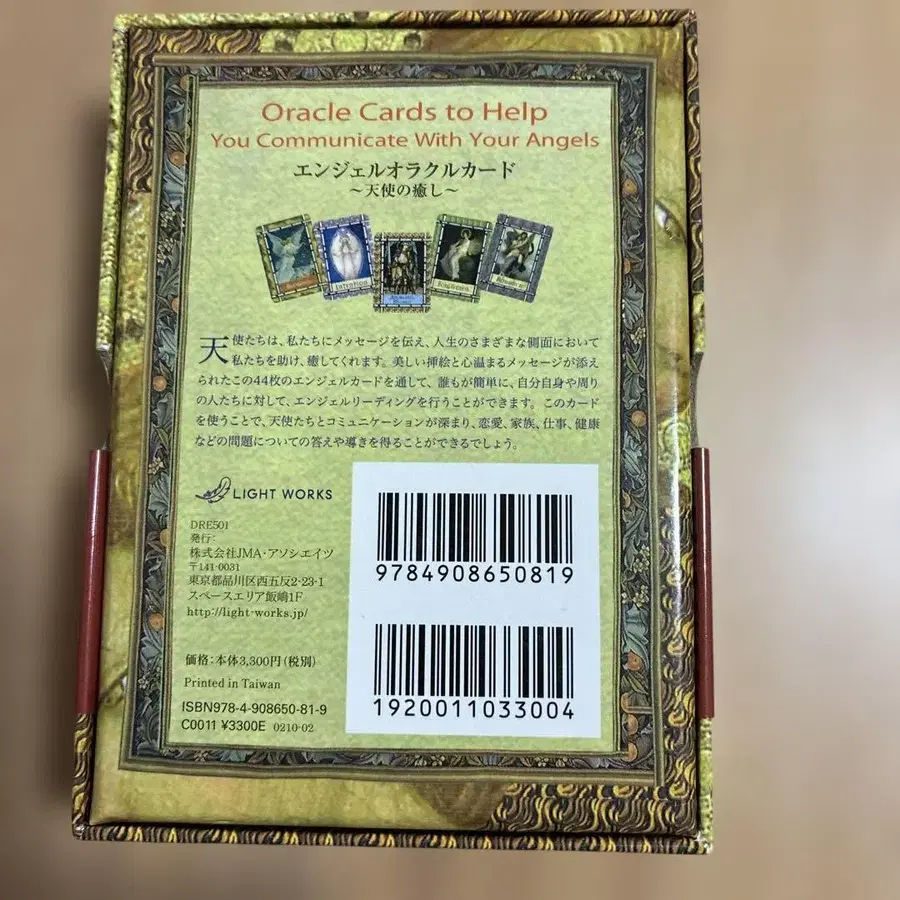 Oracle Cards to Help
You Communicate With Your Angels
エンジェルオラクルカード
～天使の癒し～
Intention
天使たちは、私たちにメッセージを伝え、人生のさまざまな側面において
私たちを助け、癒してくれます。美しい挿絵と心温まるメッセージが添え
られたこの44枚のエンジェルカードを通して、誰もが簡単に、自分自身や周り
の人たちに対して、エンジェルリーディングを行うことができます。このカード
を使うことで、天使たちとコミュニケーションが深まり、恋愛、家族、仕事、健康
などの問題についての答えや導きを得ることができるでしょう。
LIGHT WORKS
DRE501
発行：
株式会社JMA・アソシエイツ
〒141-0031
東京都品川区西五反2-23-1
スペースエリア飯嶋1F
http://light-works.jp/
価格：本体3,300円（税別）
Printed in Taiwan
ISBN978-4-908650-81-9
C0011 ¥3300E 0210-02
9784908650819
1920011033004